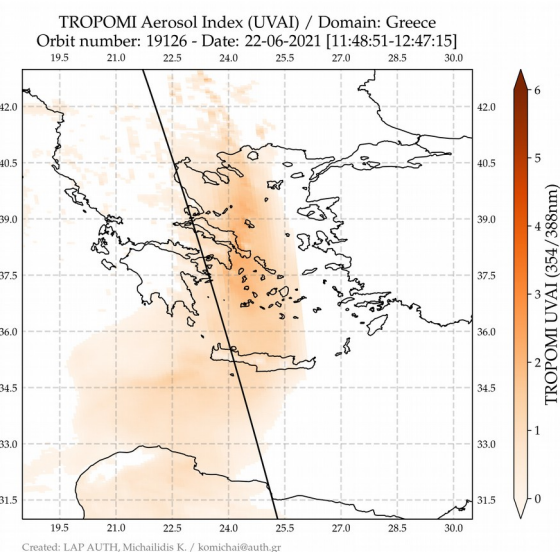 TROPOMI Aerosol Index (UVAI) / Domain: Greece
Orbit number: 19126 - Date: 22-06-2021 [11:48:51-12:47:15]
19.5 21.0 22.5 24.0 25.5 27.0 28.5 30.0
42.0 42.0
40.5 40.5
39.0 39.0
37.5 37.5
36.0 36.0
34.5 34.5
33.0 33.0
31.5 31.5
19.5 21.0 22.5 24.0 25.5 27.0 28.5 30.0
6
5
4
3
2
1
0
TROPOMI UVAI (354/388nm)
Created: LAP AUTH, Michailidis K. / komichai@auth.gr